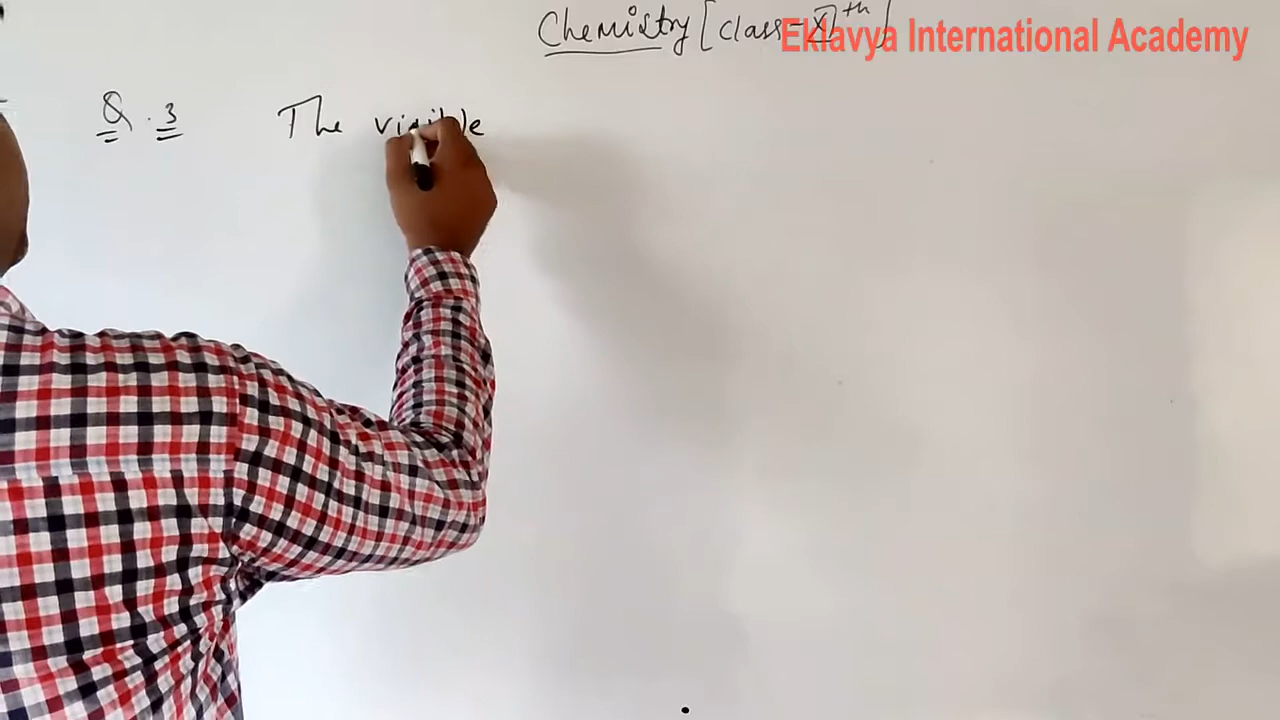 Chemistry [class-X]th
Eklavya International Academy
Q.3 The visible